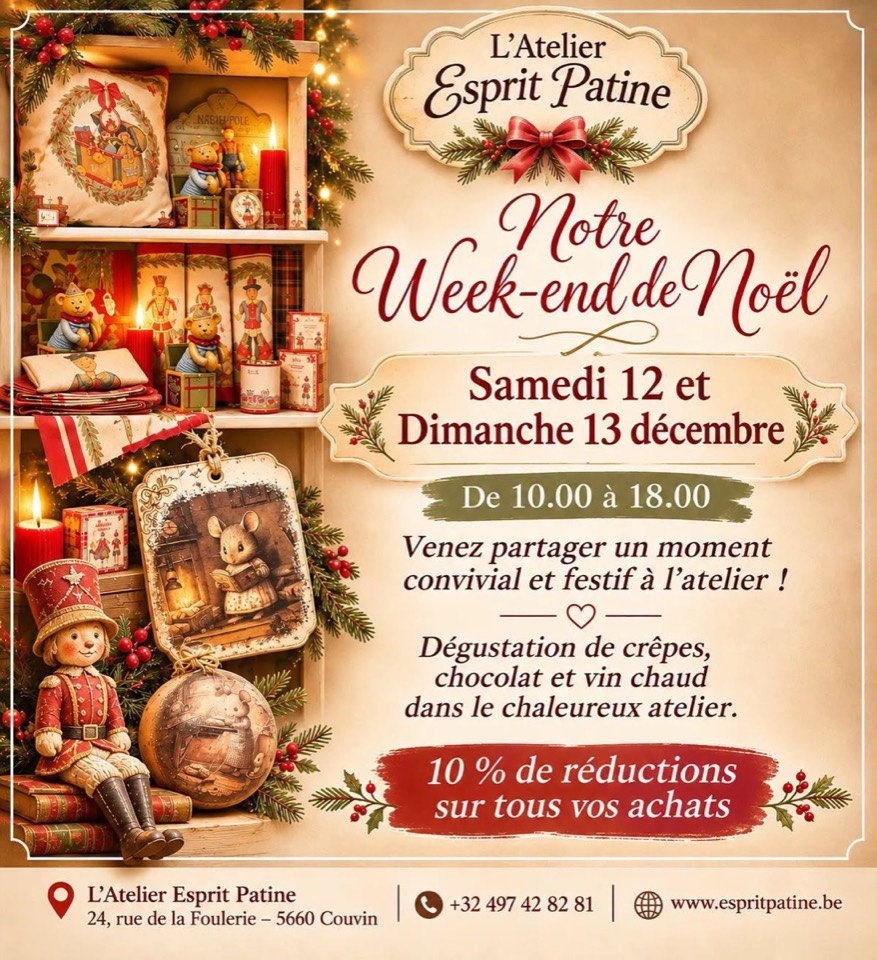 L'Atelier
Esprit Patine
Notre
Week-end de Noël
Samedi 12 et
Dimanche 13 décembre
De 10.00 à 18.00
Venez partager un moment
convivial et festif à l'atelier !
Dégustation de crêpes,
chocolat et vin chaud
dans le chaleureux atelier.
10 % de réductions
sur tous vos achats
L'Atelier Esprit Patine
24, rue de la Foulerie – 5660 Couvin
+32 497 42 82 81
www.espritpatine.be